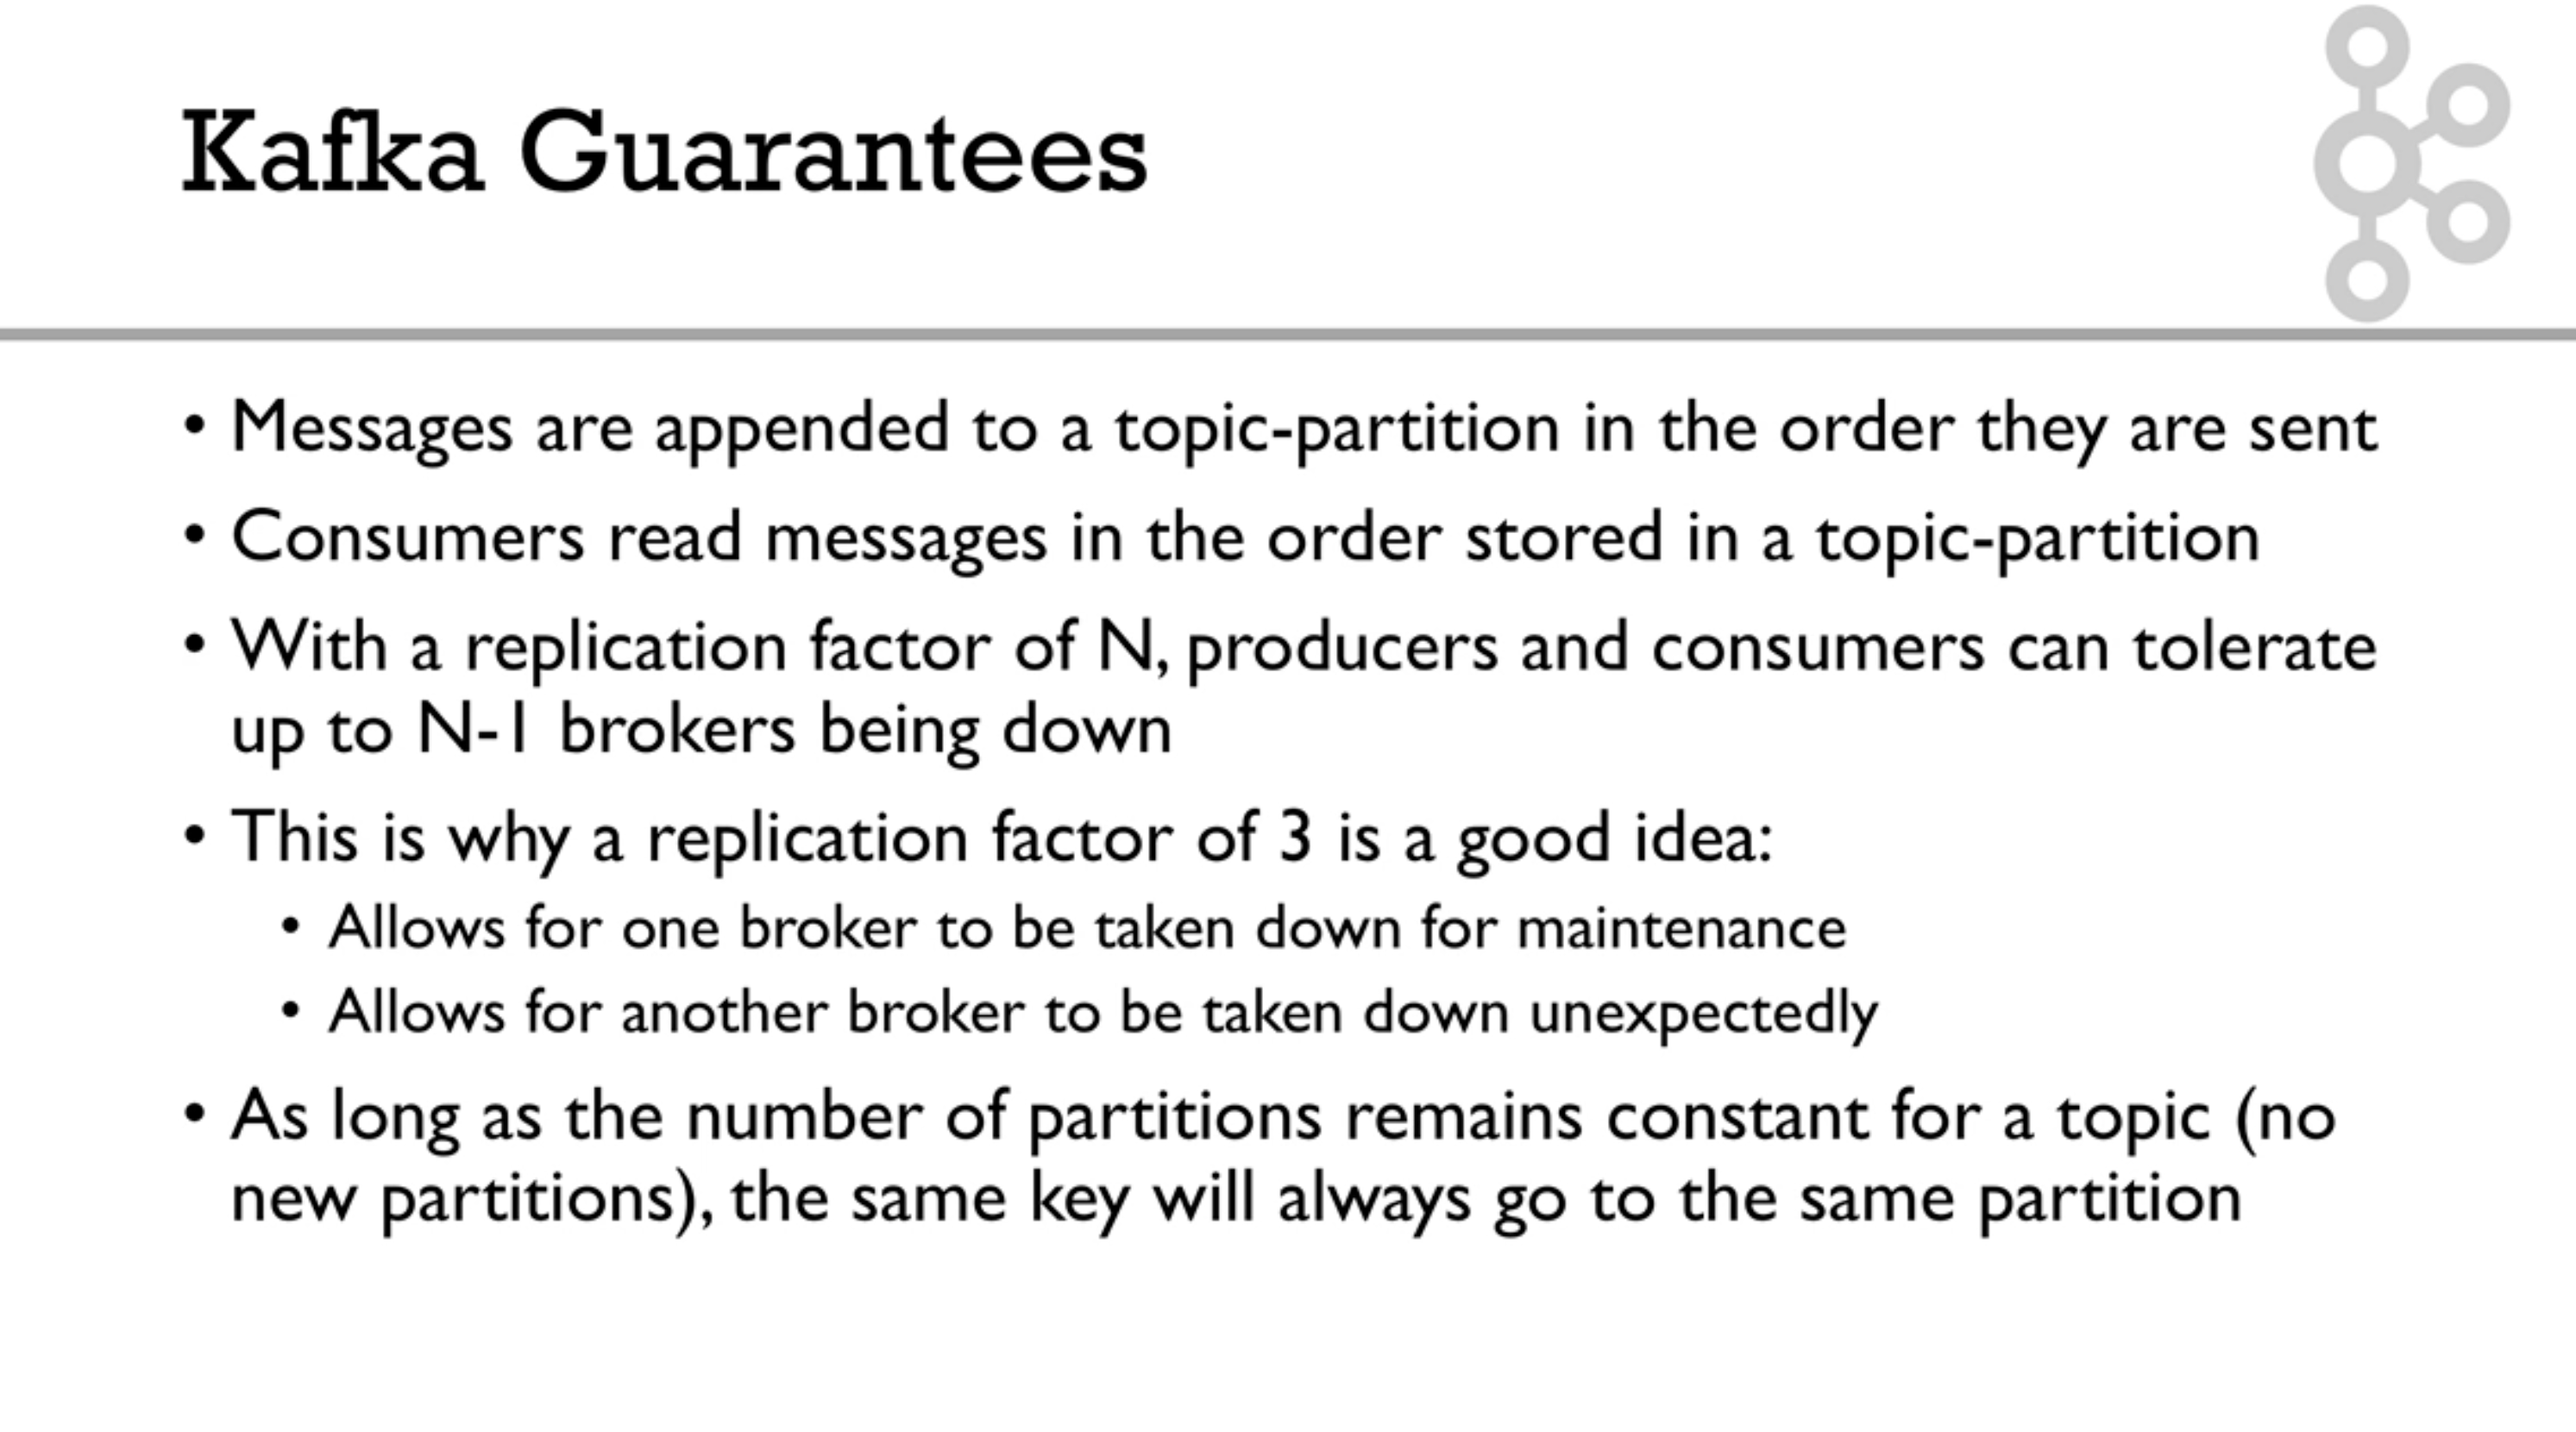 Kafka Guarantees
• Messages are appended to a topic-partition in the order they are sent
• Consumers read messages in the order stored in a topic-partition
• With a replication factor of N, producers and consumers can tolerate
up to N-1 brokers being down
• This is why a replication factor of 3 is a good idea:
• Allows for one broker to be taken down for maintenance
• Allows for another broker to be taken down unexpectedly
• As long as the number of partitions remains constant for a topic (no
new partitions), the same key will always go to the same partition